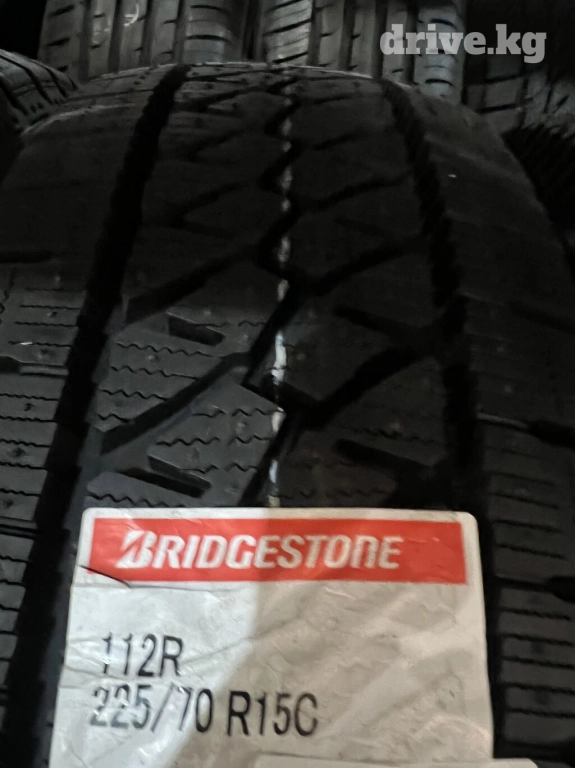 drive.kg
BRIDGESTONE
112R
225/70 R15C